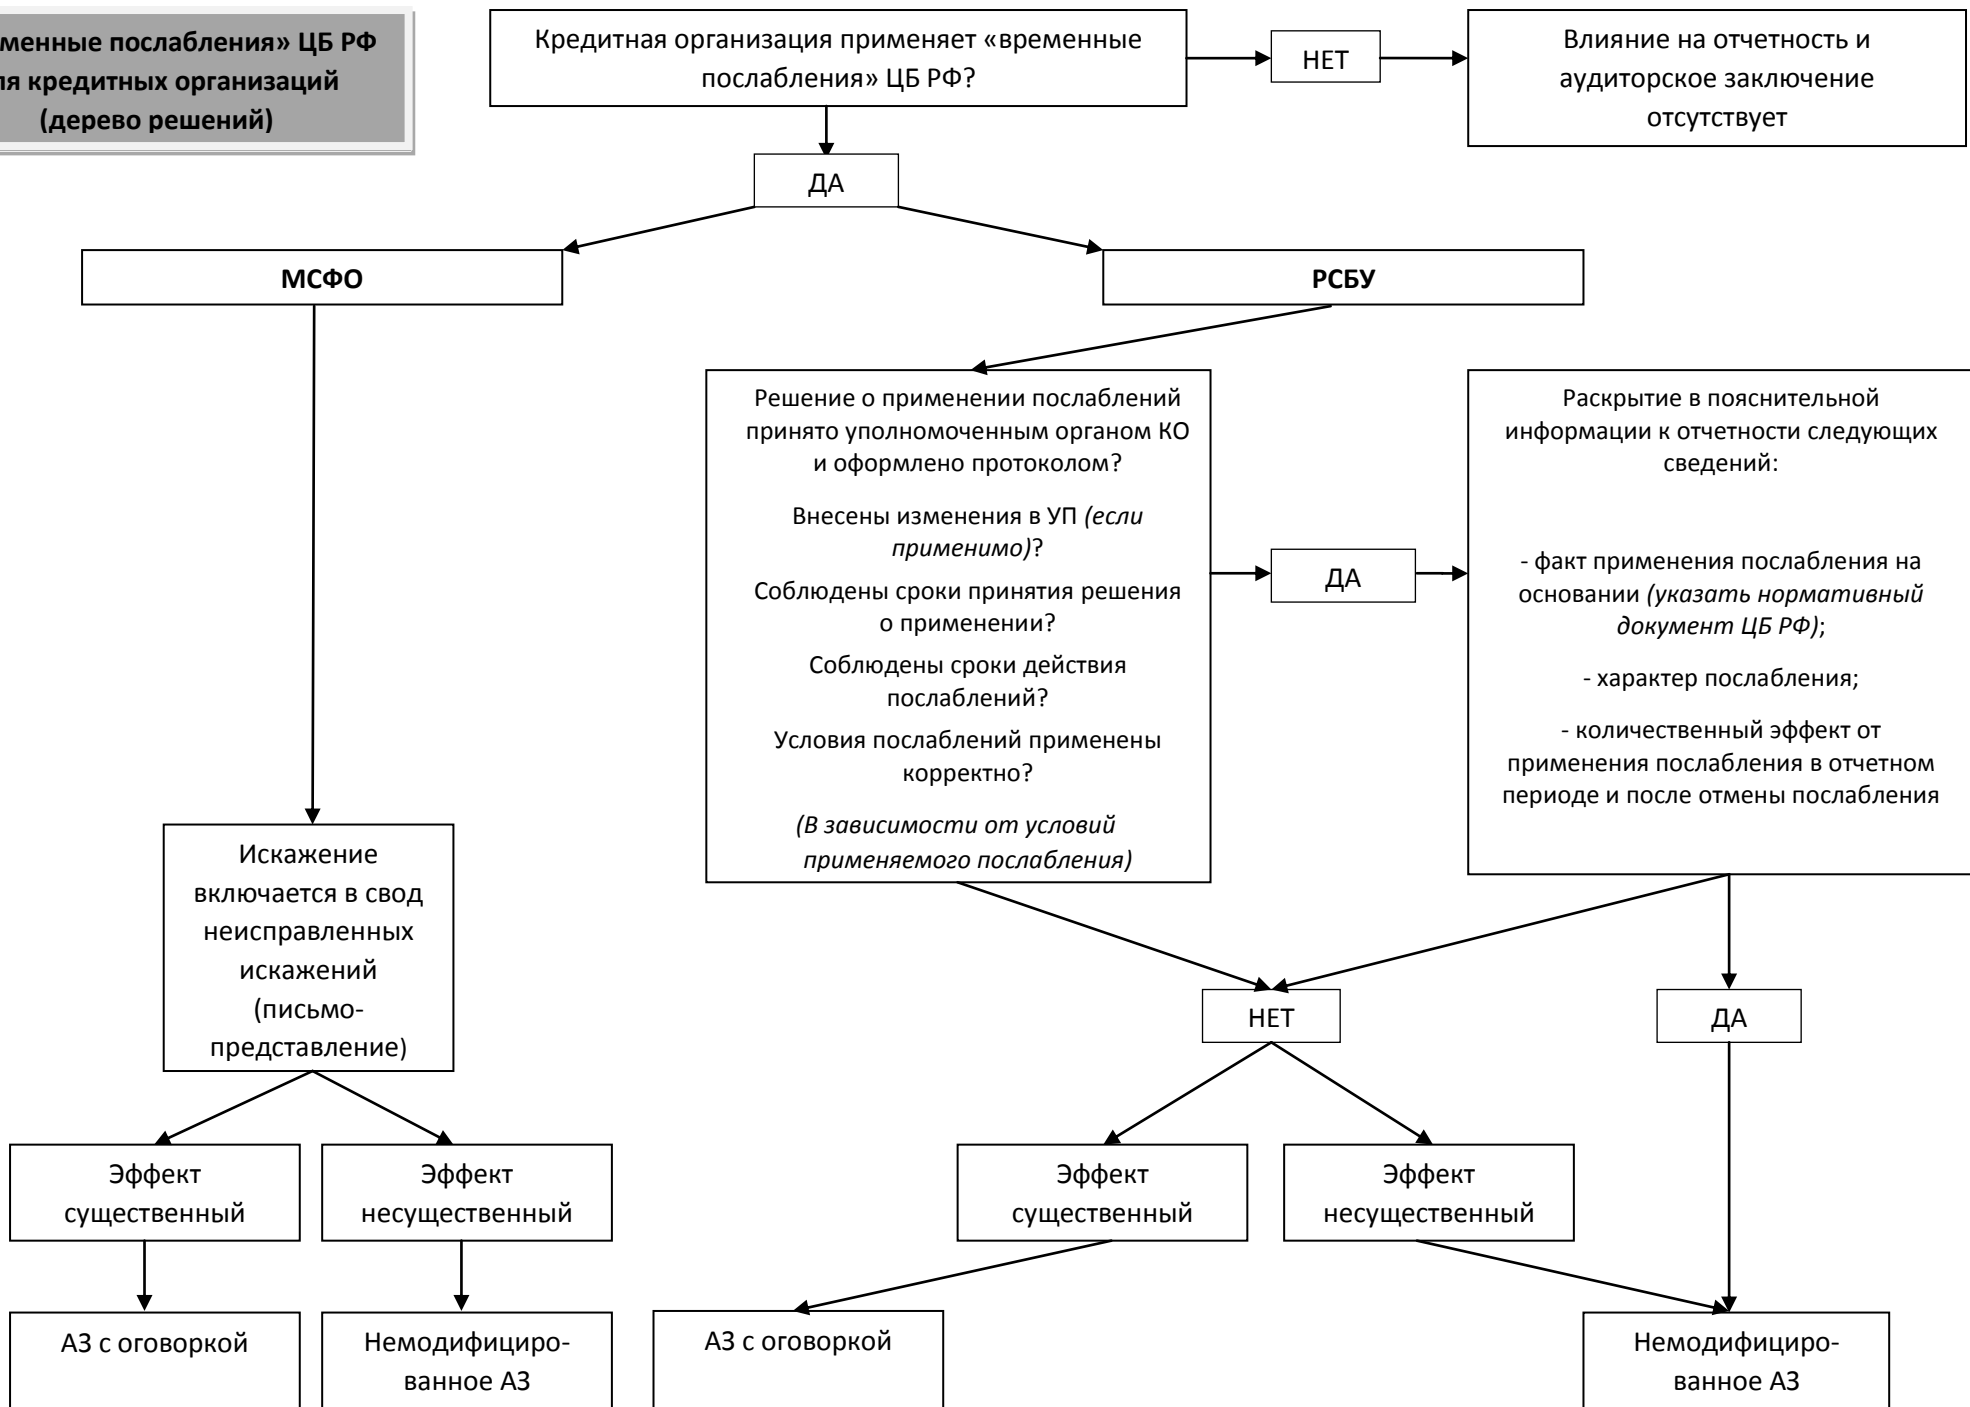 менные послабления» ЦБ РФ
ля кредитных организаций
(дерево решений)
Кредитная организация применяет «временные
послабления» ЦБ РФ?
НЕТ
Влияние на отчетность и
аудиторское заключение
отсутствует
ДА
МСФО
РСБУ
Решение о применении послаблений
принято уполномоченным органом КО
и оформлено протоколом?
Внесены изменения в УП (если
применимо)?
Соблюдены сроки принятия решения
о применении?
Соблюдены сроки действия
послаблений?
Условия послаблений применены
корректно?
(В зависимости от условий
применяемого послабления)
ДА
Раскрытие в пояснительной
информации к отчетности следующих
сведений:
- факт применения послабления на
основании (указать нормативный
документ ЦБ РФ);
- характер послабления;
- количественный эффект от
применения послабления в отчетном
периоде и после отмены послабления
Искажение
включается в свод
неисправленных
искажений
(письмо-
представление)
НЕТ
ДА
Эффект
существенный
Эффект
несущественный
Эффект
существенный
Эффект
несущественный
АЗ с оговоркой
Немодифициро-
ванное АЗ
АЗ с оговоркой
Немодифициро-
ванное АЗ